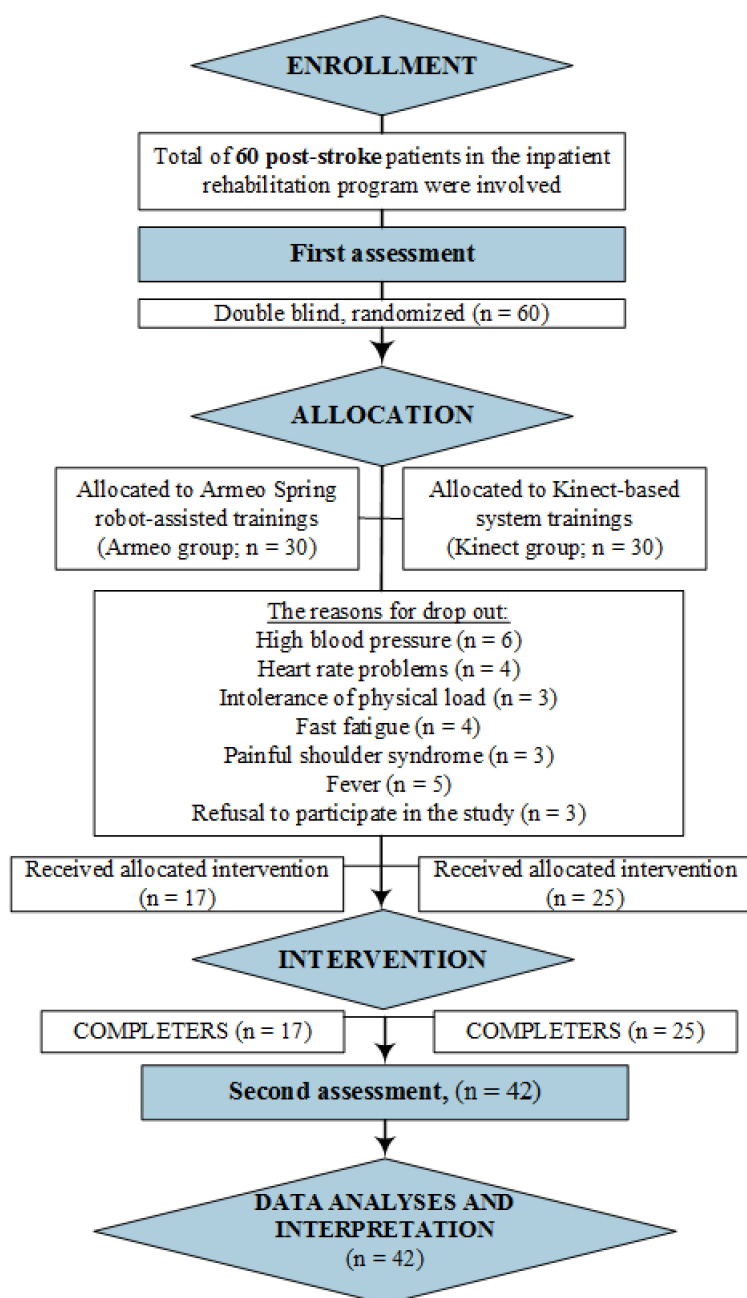 ENROLLMENT
Total of 60 post-stroke patients in the inpatient
rehabilitation program were involved
First assessment
Double blind, randomized (n = 60)
ALLOCATION
Allocated to Armeo Spring
robot-assisted trainings
(Armeo group; n = 30)
Allocated to Kinect-based
system trainings
(Kinect group; n = 30)
The reasons for drop out:
High blood pressure (n = 6)
Heart rate problems (n = 4)
Intolerance of physical load (n = 3)
Fast fatigue (n = 4)
Painful shoulder syndrome (n = 3)
Fever (n = 5)
Refusal to participate in the study (n = 3)
Received allocated intervention
(n = 17)
Received allocated intervention
(n = 25)
INTERVENTION
COMPLETERS (n = 17)
COMPLETERS (n = 25)
Second assessment, (n = 42)
DATA ANALYSES AND
INTERPRETATION
(n = 42)